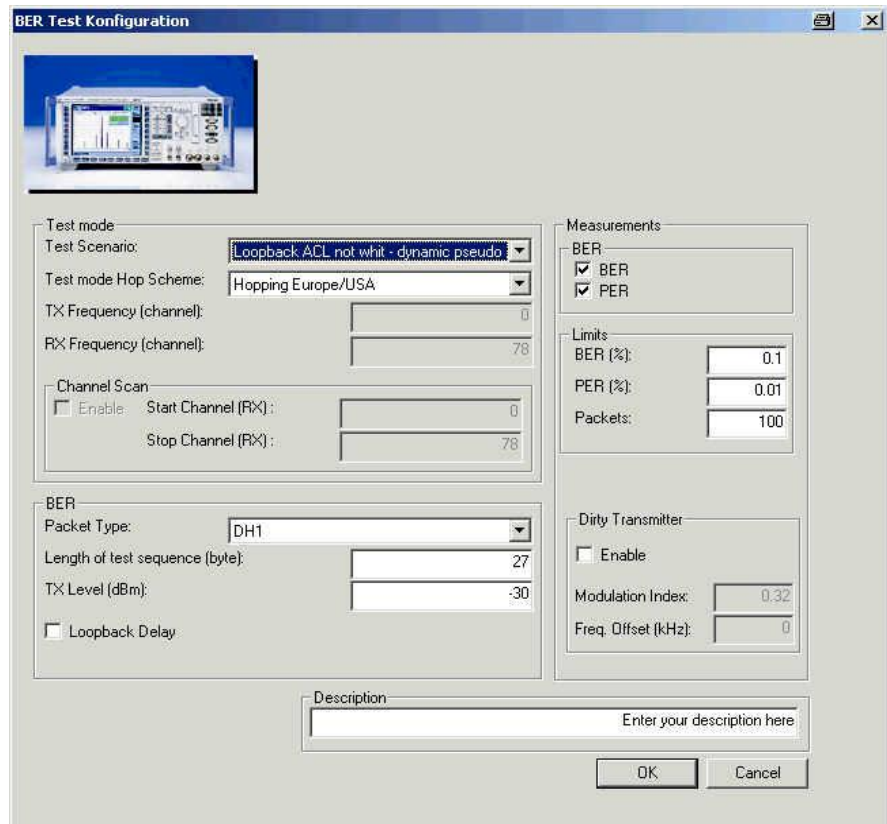 BER Test Konfiguration
Test mode
Test Scenario: Loopback ACL not whit - dynamic pseudo
Test mode Hop Scheme: Hopping Europe/USA
TX Frequency (channel): 0
RX Frequency (channel): 78
Channel Scan
Enable Start Channel (RX) : 0
Stop Channel (RX) : 78
BER
Packet Type: DH1
Length of test sequence (byte): 27
TX Level (dBm): -30
Loopback Delay
Measurements
BER
BER
PER
Limits
BER (%): 0.1
PER (%): 0.01
Packets: 100
Dirty Transmitter
Enable
Modulation Index: 0.32
Freq. Offset (kHz): 0
Description
Enter your description here
OK Cancel